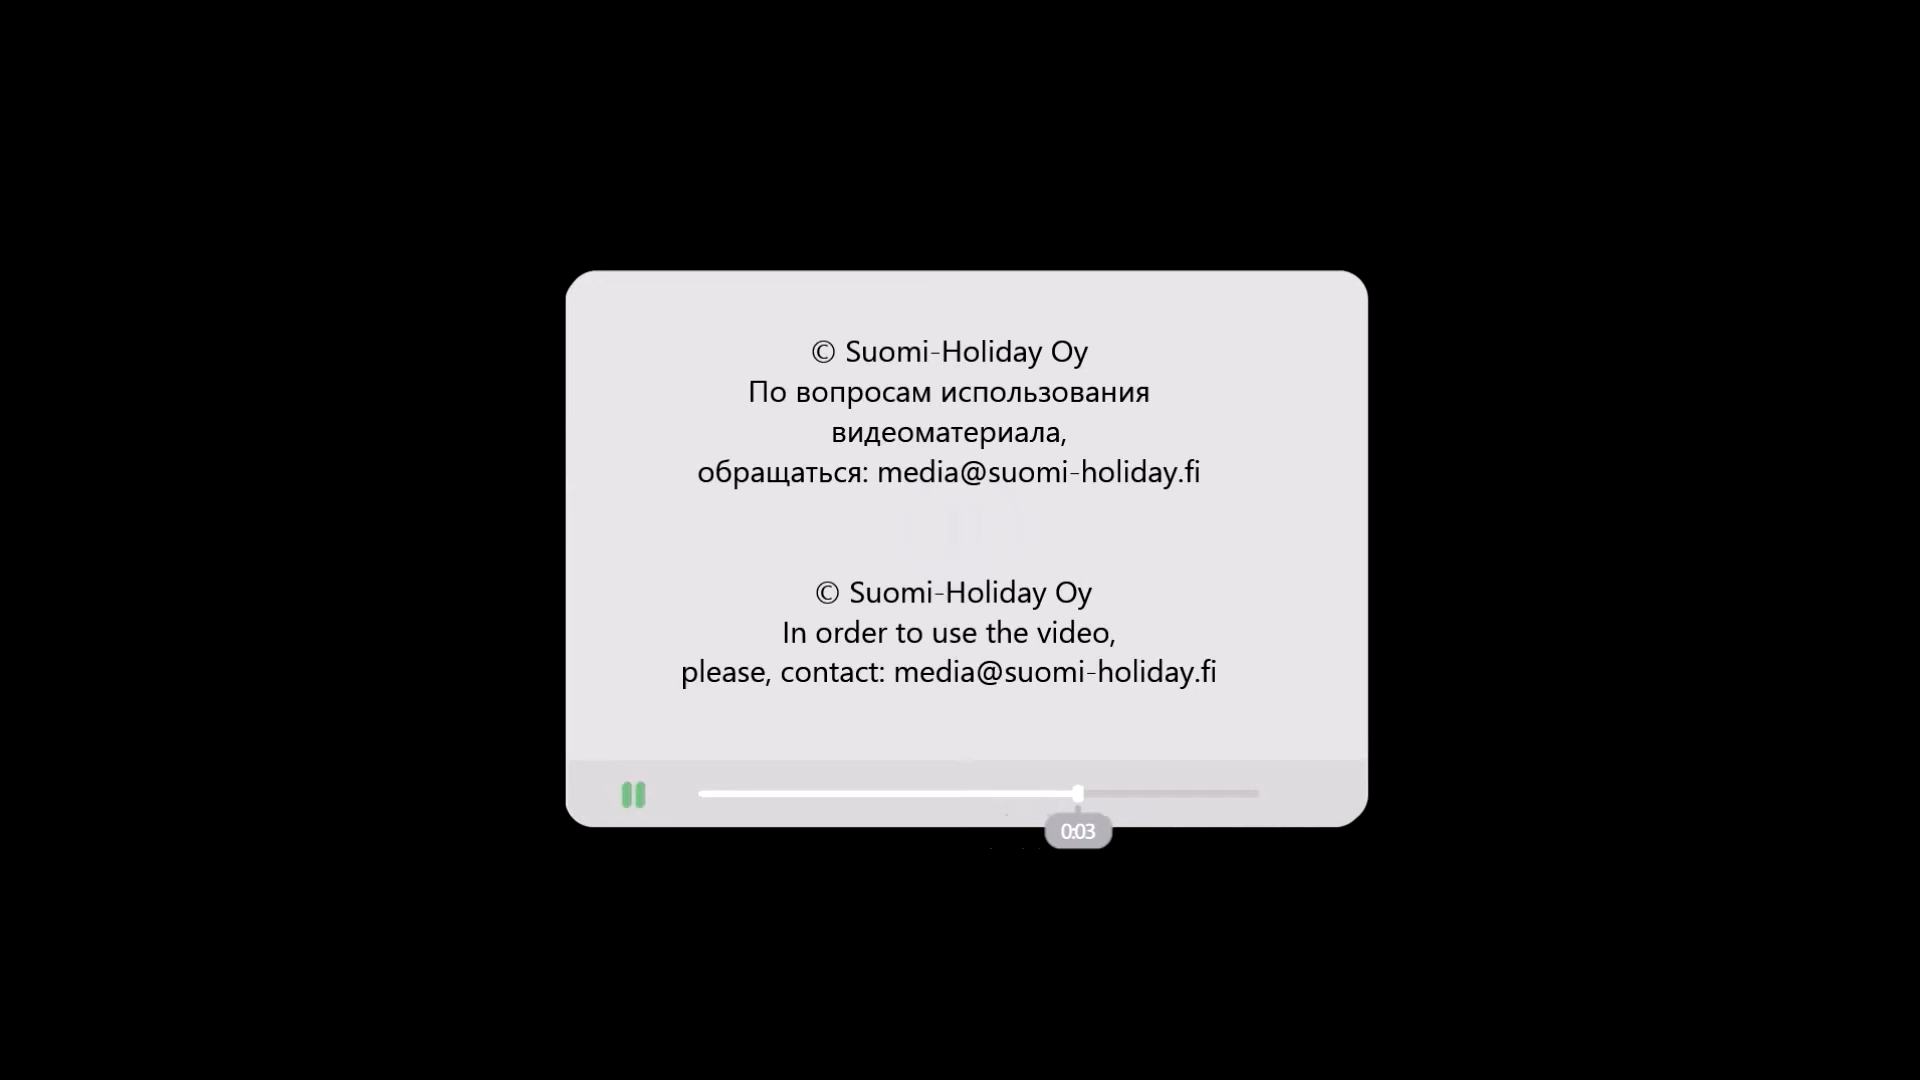 © Suomi-Holiday Oy
По вопросам использования
видеоматериала,
обращаться: media@suomi-holiday.fi
© Suomi-Holiday Oy
In order to use the video,
please, contact: media@suomi-holiday.fi
0:03